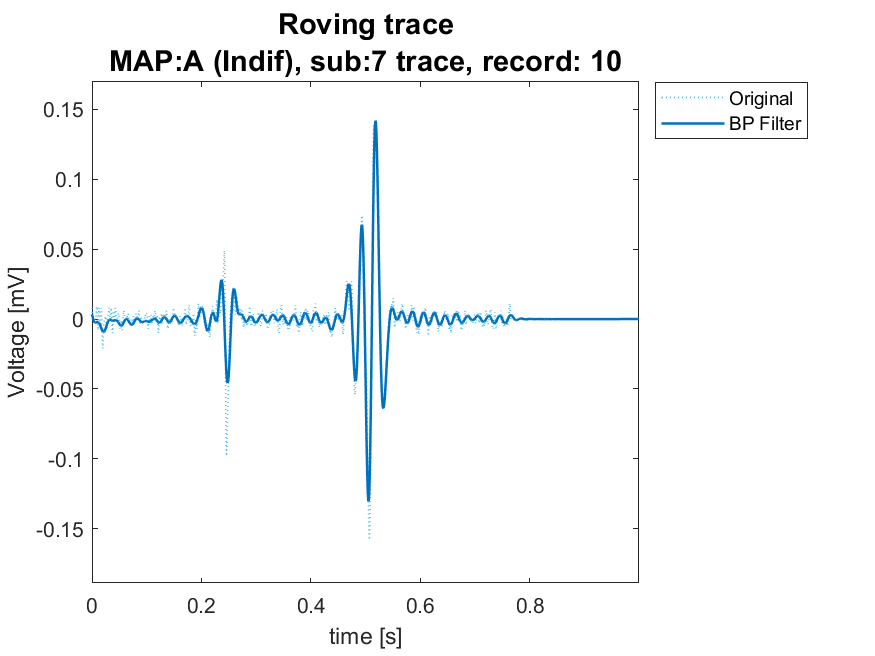 Roving trace
MAP:A (Indif), sub:7 trace, record: 10
Original
BP Filter
0.15
0.1
0.05
0
-0.05
-0.1
-0.15
Voltage [mV]
0 0.2 0.4 0.6 0.8
time [s]